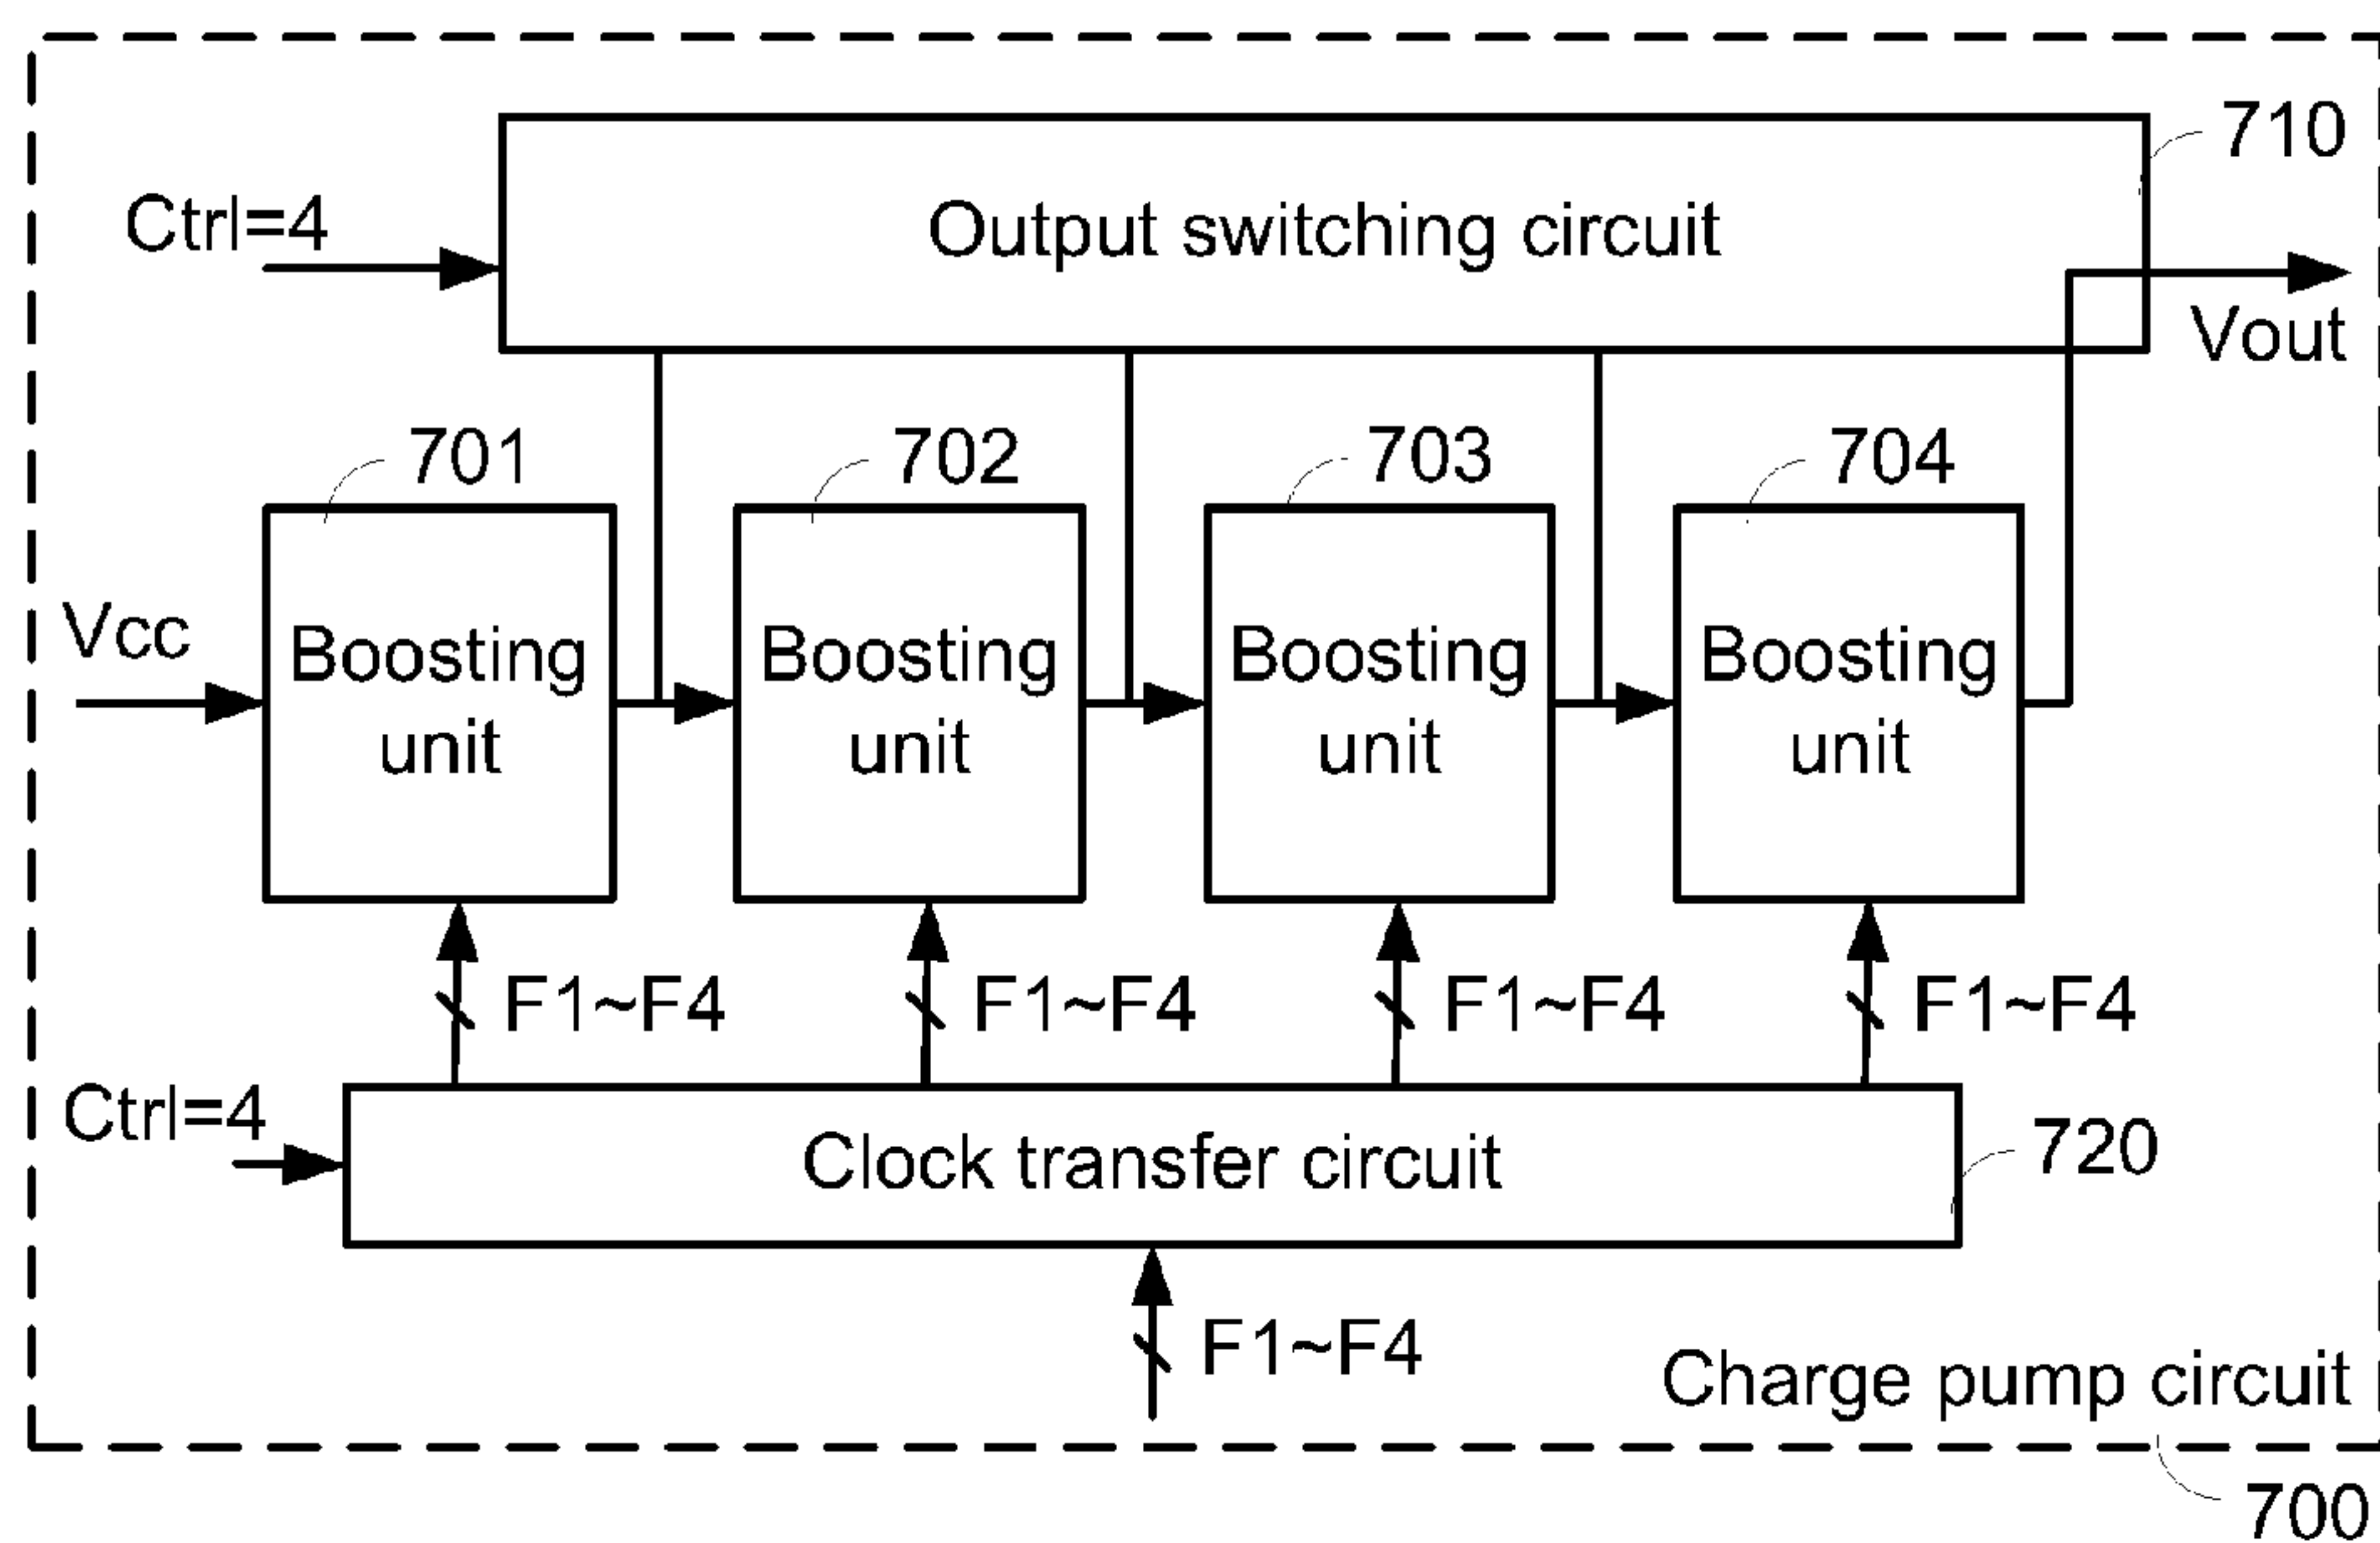 710
Ctrl=4
Output switching circuit
Vout
701
702
703
704
Vcc
Boosting
unit
Boosting
unit
Boosting
unit
Boosting
unit
F1~F4
F1~F4
F1~F4
F1~F4
Ctrl=4
Clock transfer circuit
720
F1~F4
Charge pump circuit
700